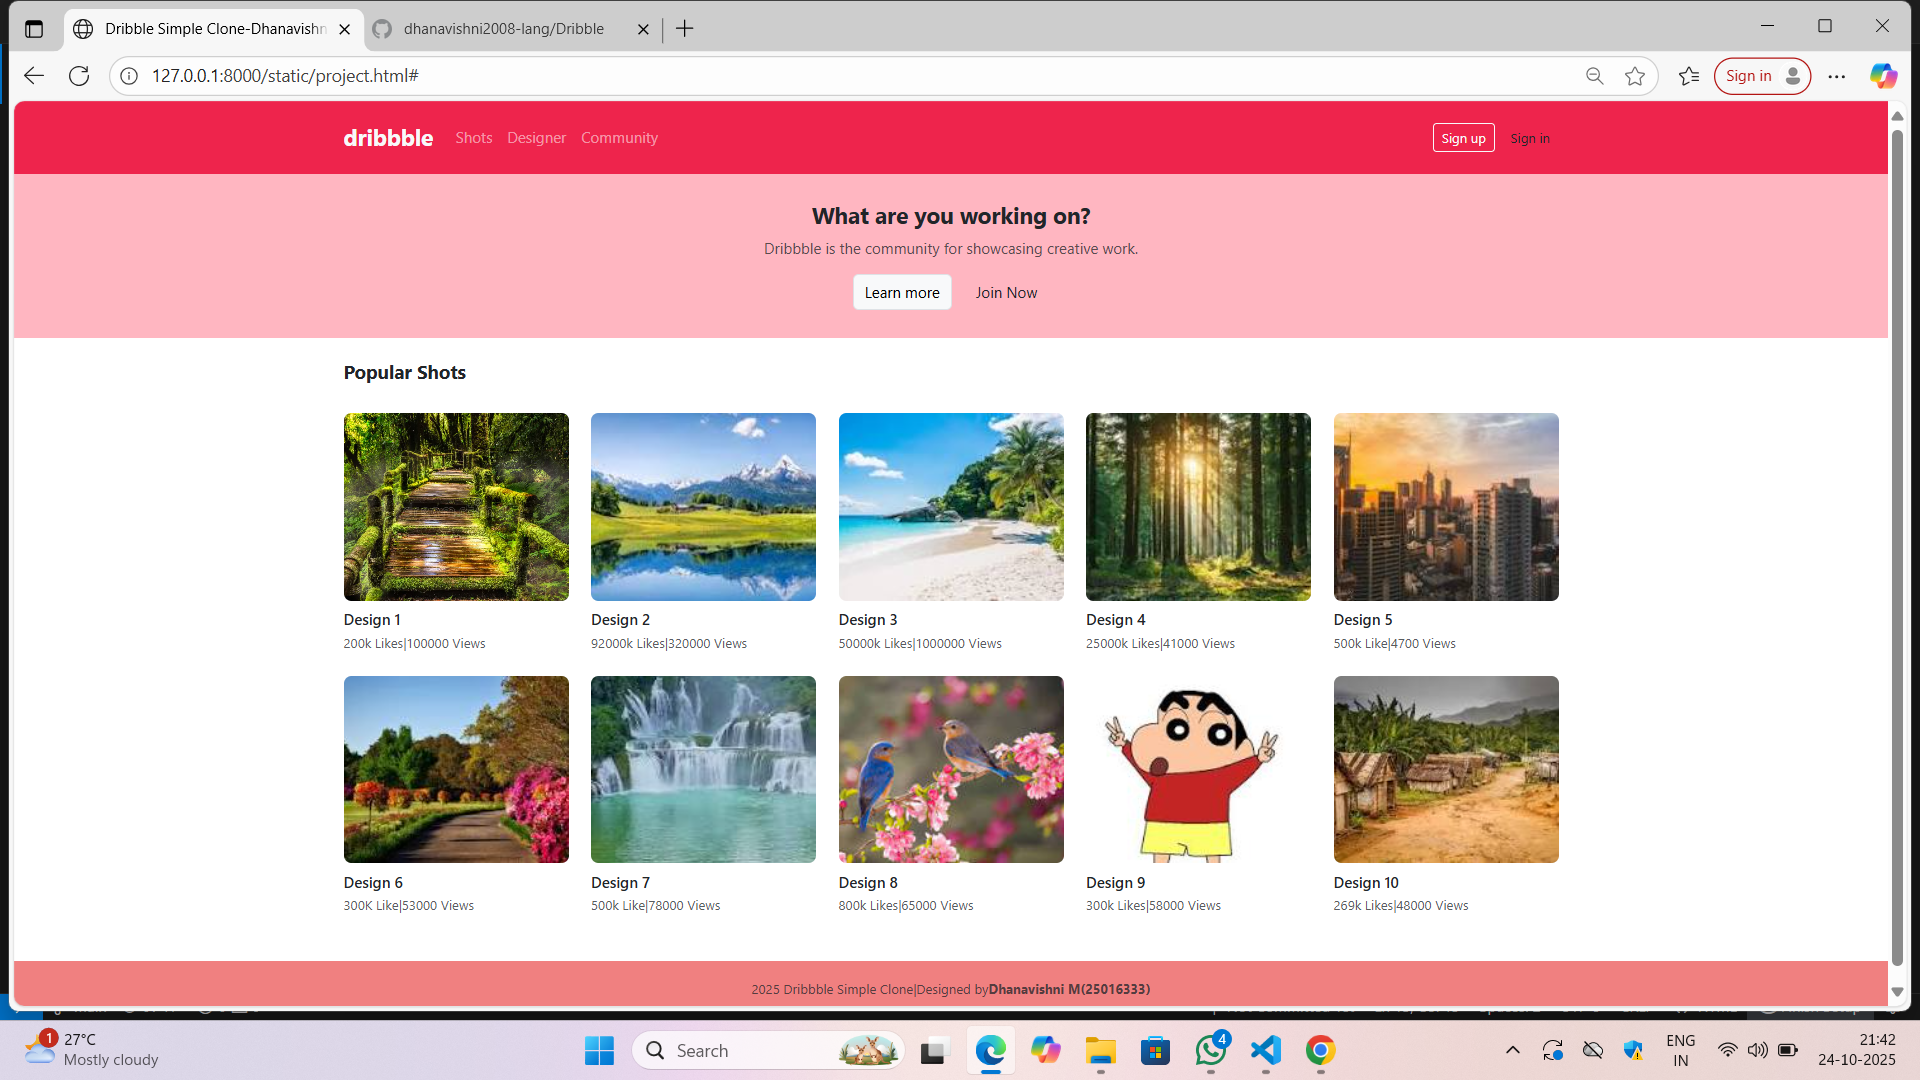 Dribble Simple Clone-Dhanavishn
dhanavishni2008-lang/Dribble
127.0.0.1:8000/static/project.html#
Sign in
dribbble
Shots
Designer
Community
Sign up
Sign in
What are you working on?
Dribbble is the community for showcasing creative work.
Learn more
Join Now
Popular Shots
Design 1
200k Likes|100000 Views
Design 2
92000k Likes|320000 Views
Design 3
50000k Likes|1000000 Views
Design 4
25000k Likes|41000 Views
Design 5
500k Like|4700 Views
Design 6
300K Like|53000 Views
Design 7
500k Like|78000 Views
Design 8
800k Likes|65000 Views
Design 9
300k Likes|58000 Views
Design 10
269k Likes|48000 Views
2025 Dribbble Simple Clone|Designed byDhanavishni M(25016333)
1
27°C
Mostly cloudy
Search
4
ENG
IN
21:42
24-10-2025